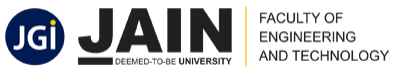 JGi
JAIN
DEEMED-TO-BE UNIVERSITY
FACULTY OF
ENGINEERING
AND TECHNOLOGY